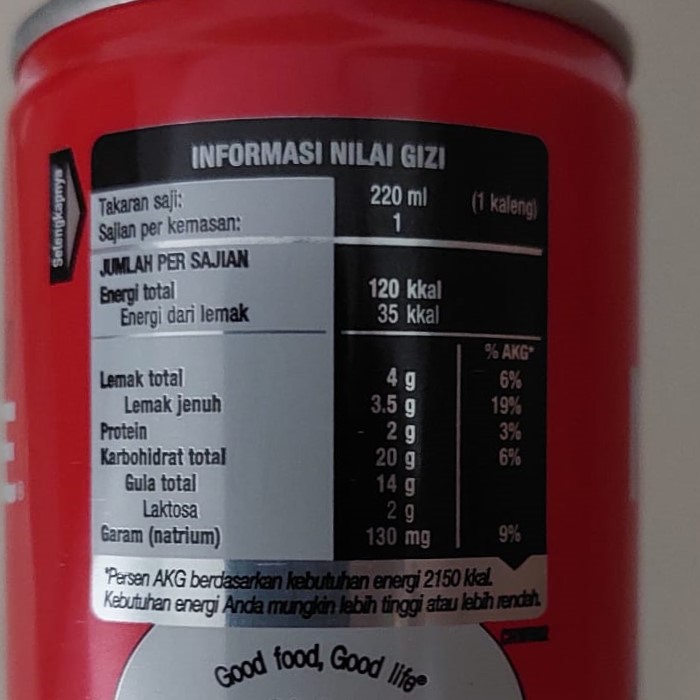 INFORMASI NILAI GIZI
Selengkapnya
Takaran saji: 220 ml (1 kaleng)
Sajian per kemasan: 1
JUMLAH PER SAJIAN
Energi total 120 kkal
Energi dari lemak 35 kkal
% AKG*
Lemak total 4 g 6%
Lemak jenuh 3.5 g 19%
Protein 2 g 3%
Karbohidrat total 20 g 6%
Gula total 14 g
Laktosa 2 g
Garam (natrium) 130 mg 9%
*Persen AKG berdasarkan kebutuhan energi 2150 kkal.
Kebutuhan energi Anda mungkin lebih tinggi atau lebih rendah.
Good food, Good life®